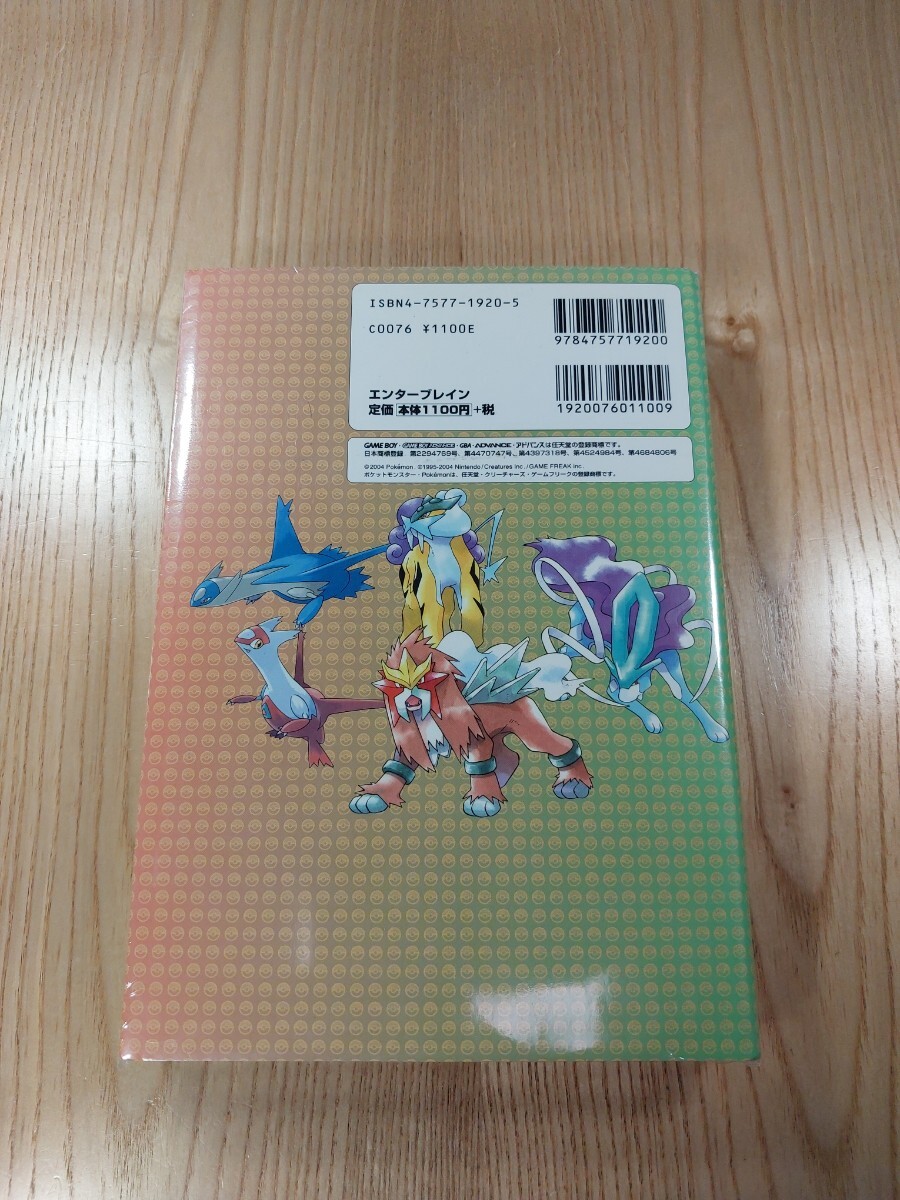 ISBN4-7577-1920-5
C0076 ¥1100E
9784757719200
エンターブレイン
定価 本体1100円 +税
1920076011009
GAME BOY・GAME BOY ADVANCE・GBA・ADVANCE・アドバンスは任天堂の登録商標です。
日本商標登録 第2294759号、第4470747号、第4397318号、第4524984号、第4684806号
©2004 Pokémon. ©1995-2004 Nintendo/Creatures inc./GAME FREAK inc.
ポケットモンスター・Pokémonは、任天堂・クリーチャーズ・ゲームフリークの登録商標です。